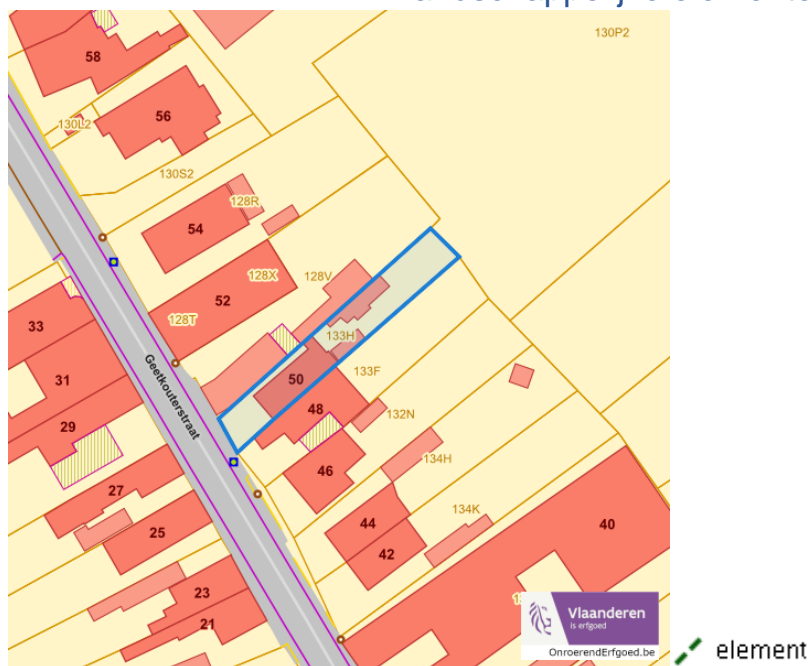 130P2
58
56
130L2
130S2
128R
54
128X
128V
52
128T
33
133H
31
Geetkouterstraat
50
133F
48
132N
29
46
134H
27
134K
44
40
25
42
23
21
Vlaanderen
is erfgoed
OnroerendErfgoed.be
element